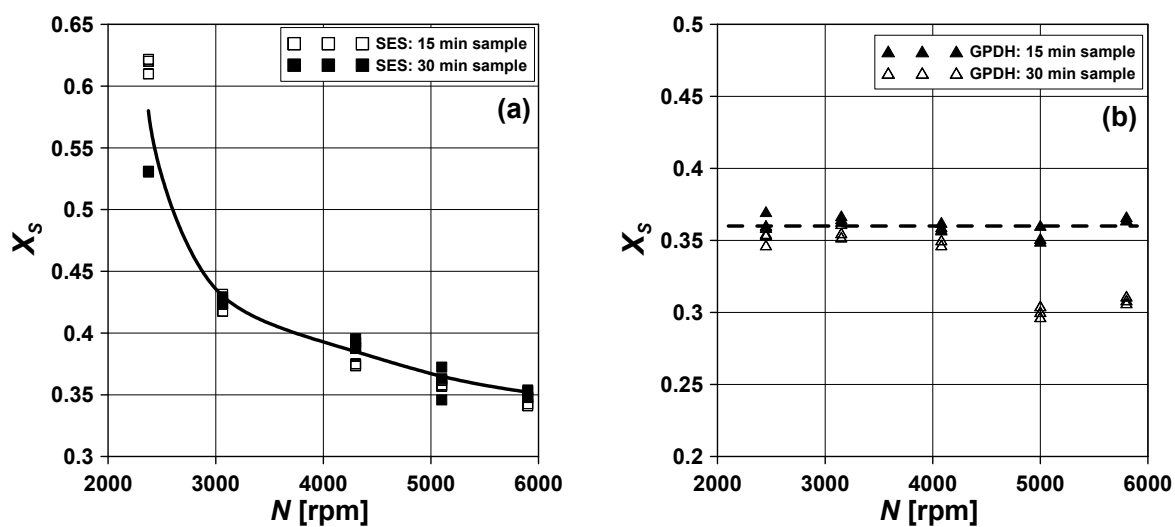 0.65
0.6
0.55
0.5
0.45
0.4
0.35
0.3
X_S
SES: 15 min sample
SES: 30 min sample
(a)
2000 3000 4000 5000 6000
N [rpm]
0.5
0.45
0.4
0.35
0.3
0.25
0.2
X_S
GPDH: 15 min sample
GPDH: 30 min sample
(b)
2000 3000 4000 5000 6000
N [rpm]